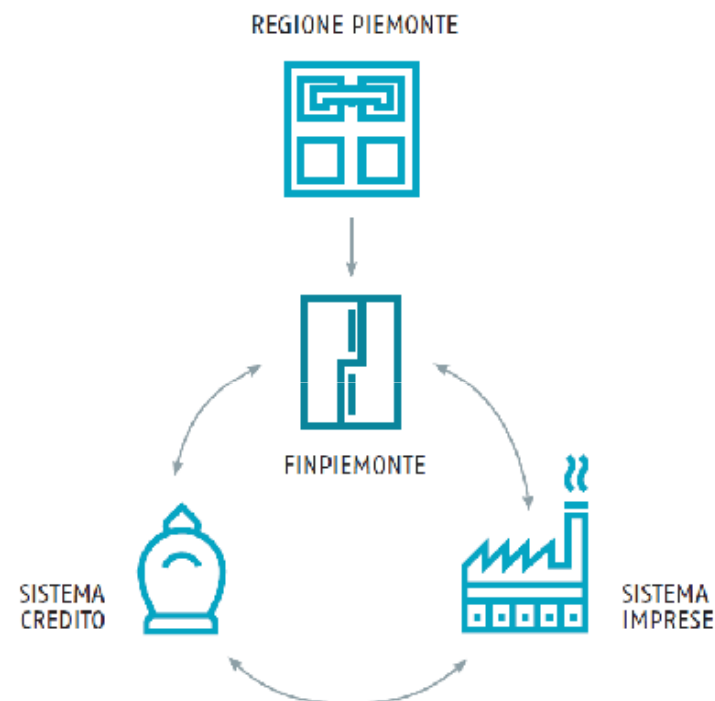 REGIONE PIEMONTE
FINPIEMONTE
SISTEMA
CREDITO
SISTEMA
IMPRESE